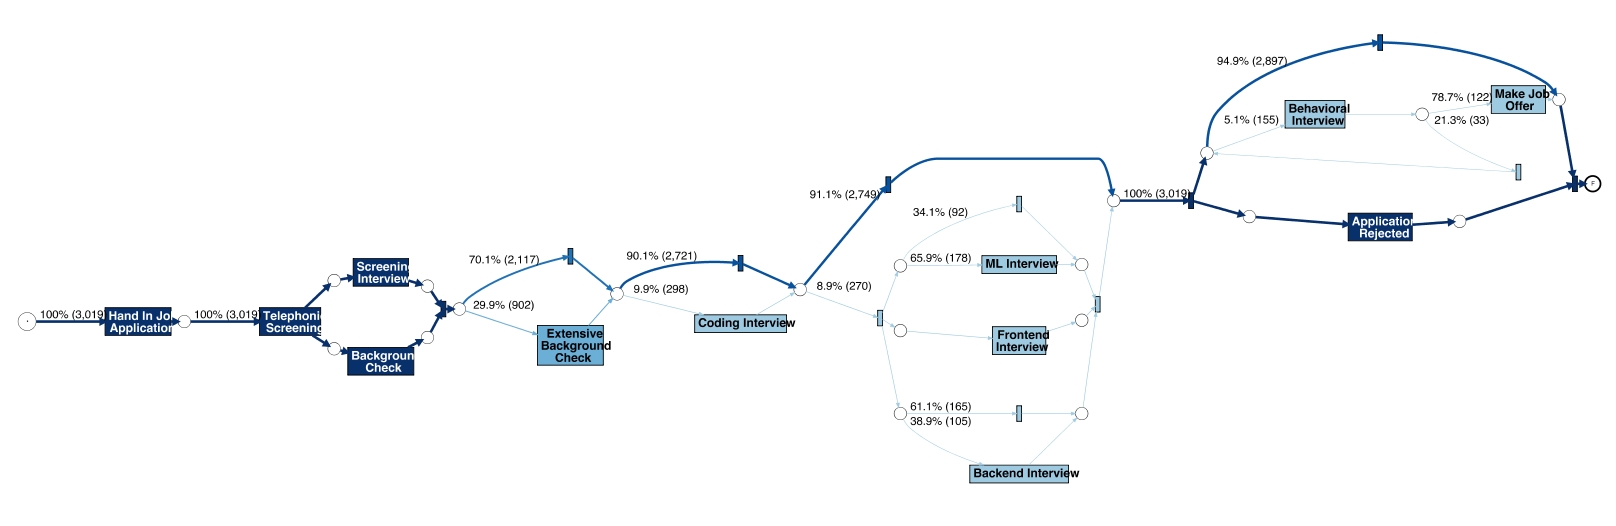 100% (3,019)
Hand In Jo
Application
100% (3,019)
Telephonic
Screening
Screening
Interview
Background
Check
70.1% (2,117)
29.9% (902)
Extensive
Background
Check
90.1% (2,721)
9.9% (298)
Coding Interview
91.1% (2,749)
8.9% (270)
34.1% (92)
65.9% (178)
ML Interview
Frontend
Interview
61.1% (165)
38.9% (105)
Backend Interview
100% (3,019)
94.9% (2,897)
5.1% (155)
Behavioral
Interview
78.7% (122)
21.3% (33)
Make Job
Offer
Application
Rejected
F